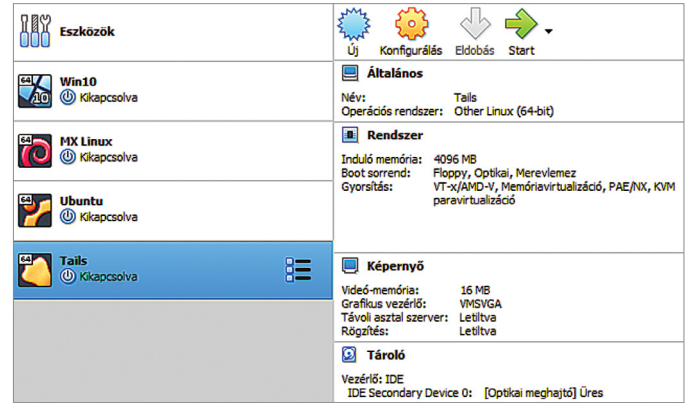 Eszközök
64
Win10
10
Kikapcsolva
64
MX Linux
Kikapcsolva
64
Ubuntu
Kikapcsolva
64
Tails
Kikapcsolva
Új Konfigurálás Eldobás Start
Általános
Név: Tails
Operációs rendszer: Other Linux (64-bit)
Rendszer
Induló memória: 4096 MB
Boot sorrend: Floppy, Optikai, Merevlemez
Gyorsítás: VT-x/AMD-V, Memóriavirtualizáció, PAE/NX, KVM
paravirtualizáció
Képernyő
Videó-memória: 16 MB
Grafikus vezérlő: VMSVGA
Távoli asztal szerver: Letiltva
Rögzítés: Letiltva
Tároló
Vezérlő: IDE
IDE Secondary Device 0: [Optikai meghajtó] Üres